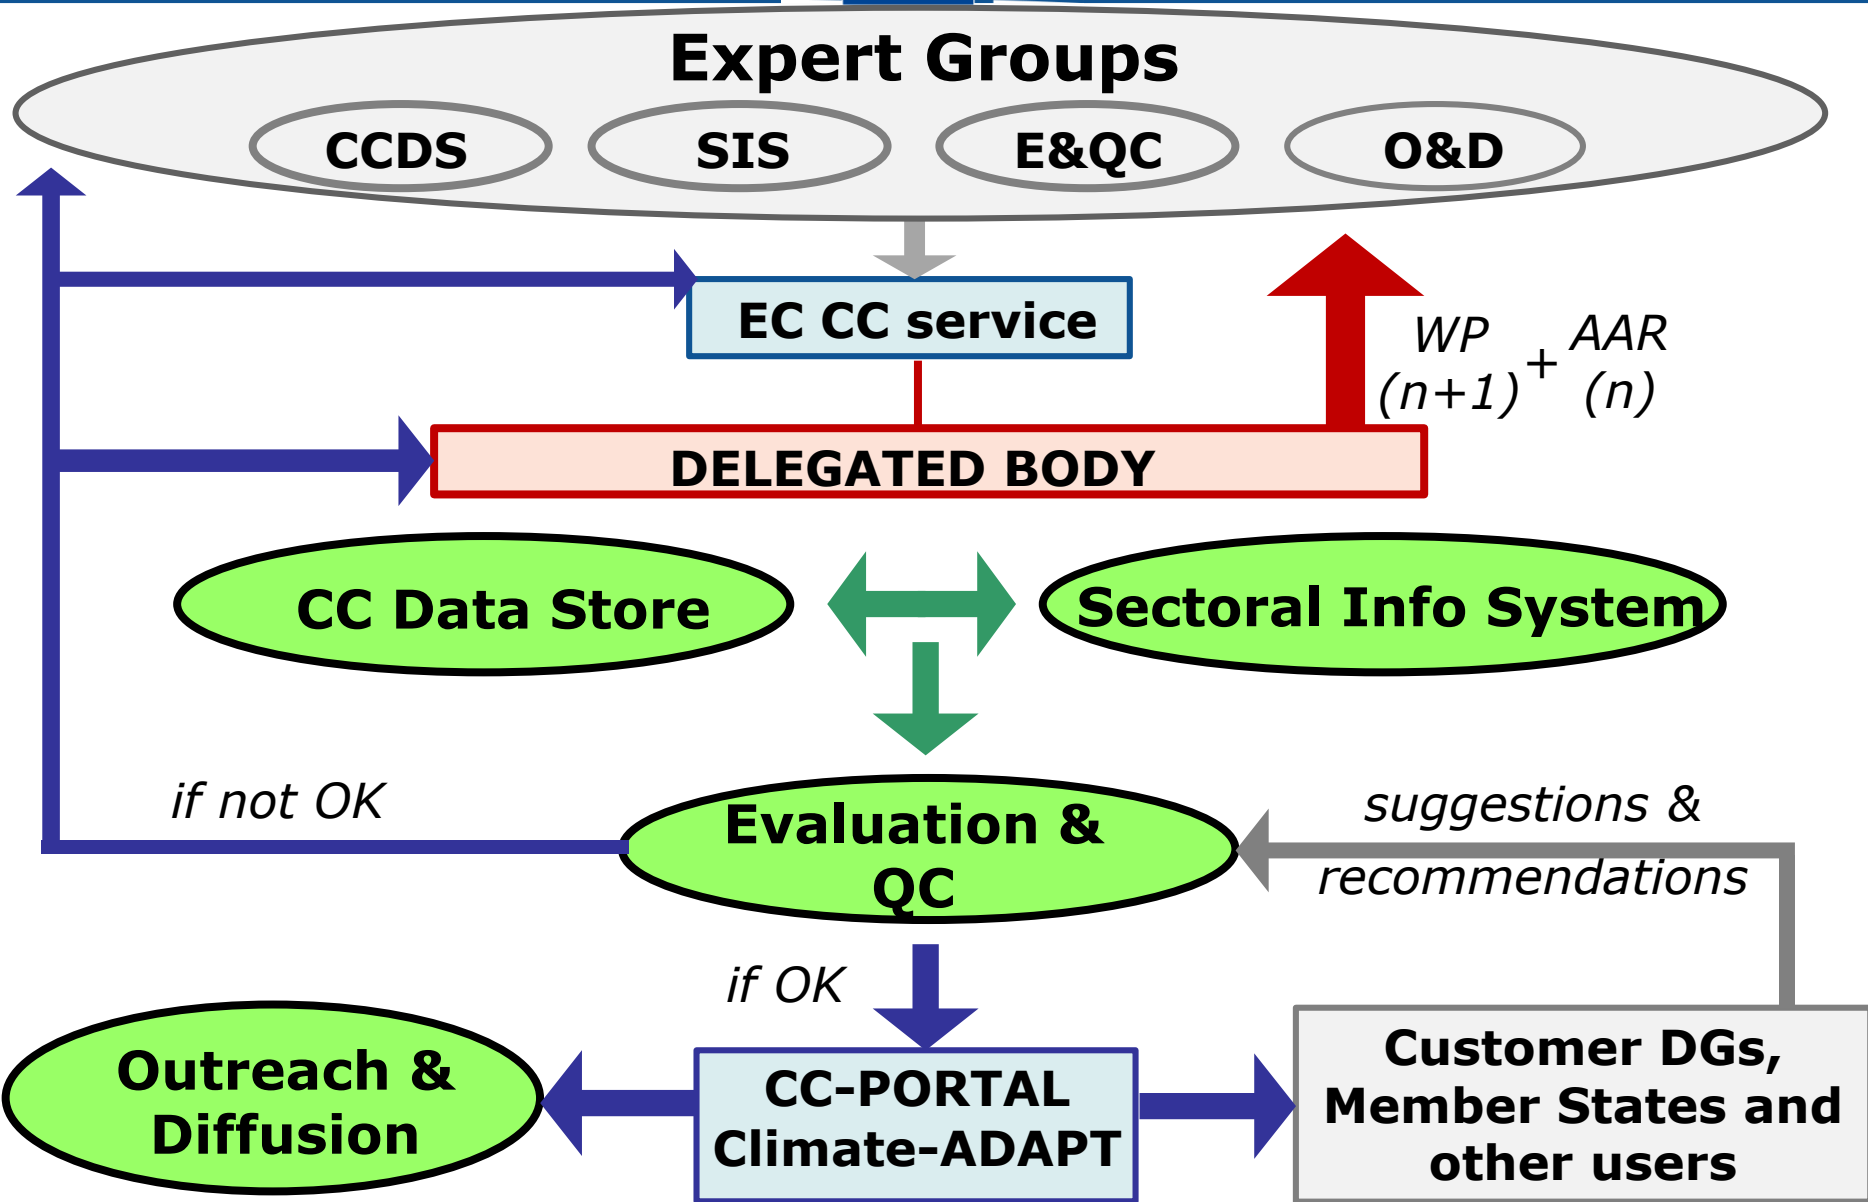 Expert Groups
CCDS
SIS
E&QC
O&D
EC CC service
WP
(n+1)
+
AAR
(n)
DELEGATED BODY
CC Data Store
Sectoral Info System
if not OK
Evaluation &
QC
suggestions &
recommendations
if OK
Outreach &
Diffusion
CC-PORTAL
Climate-ADAPT
Customer DGs,
Member States and
other users